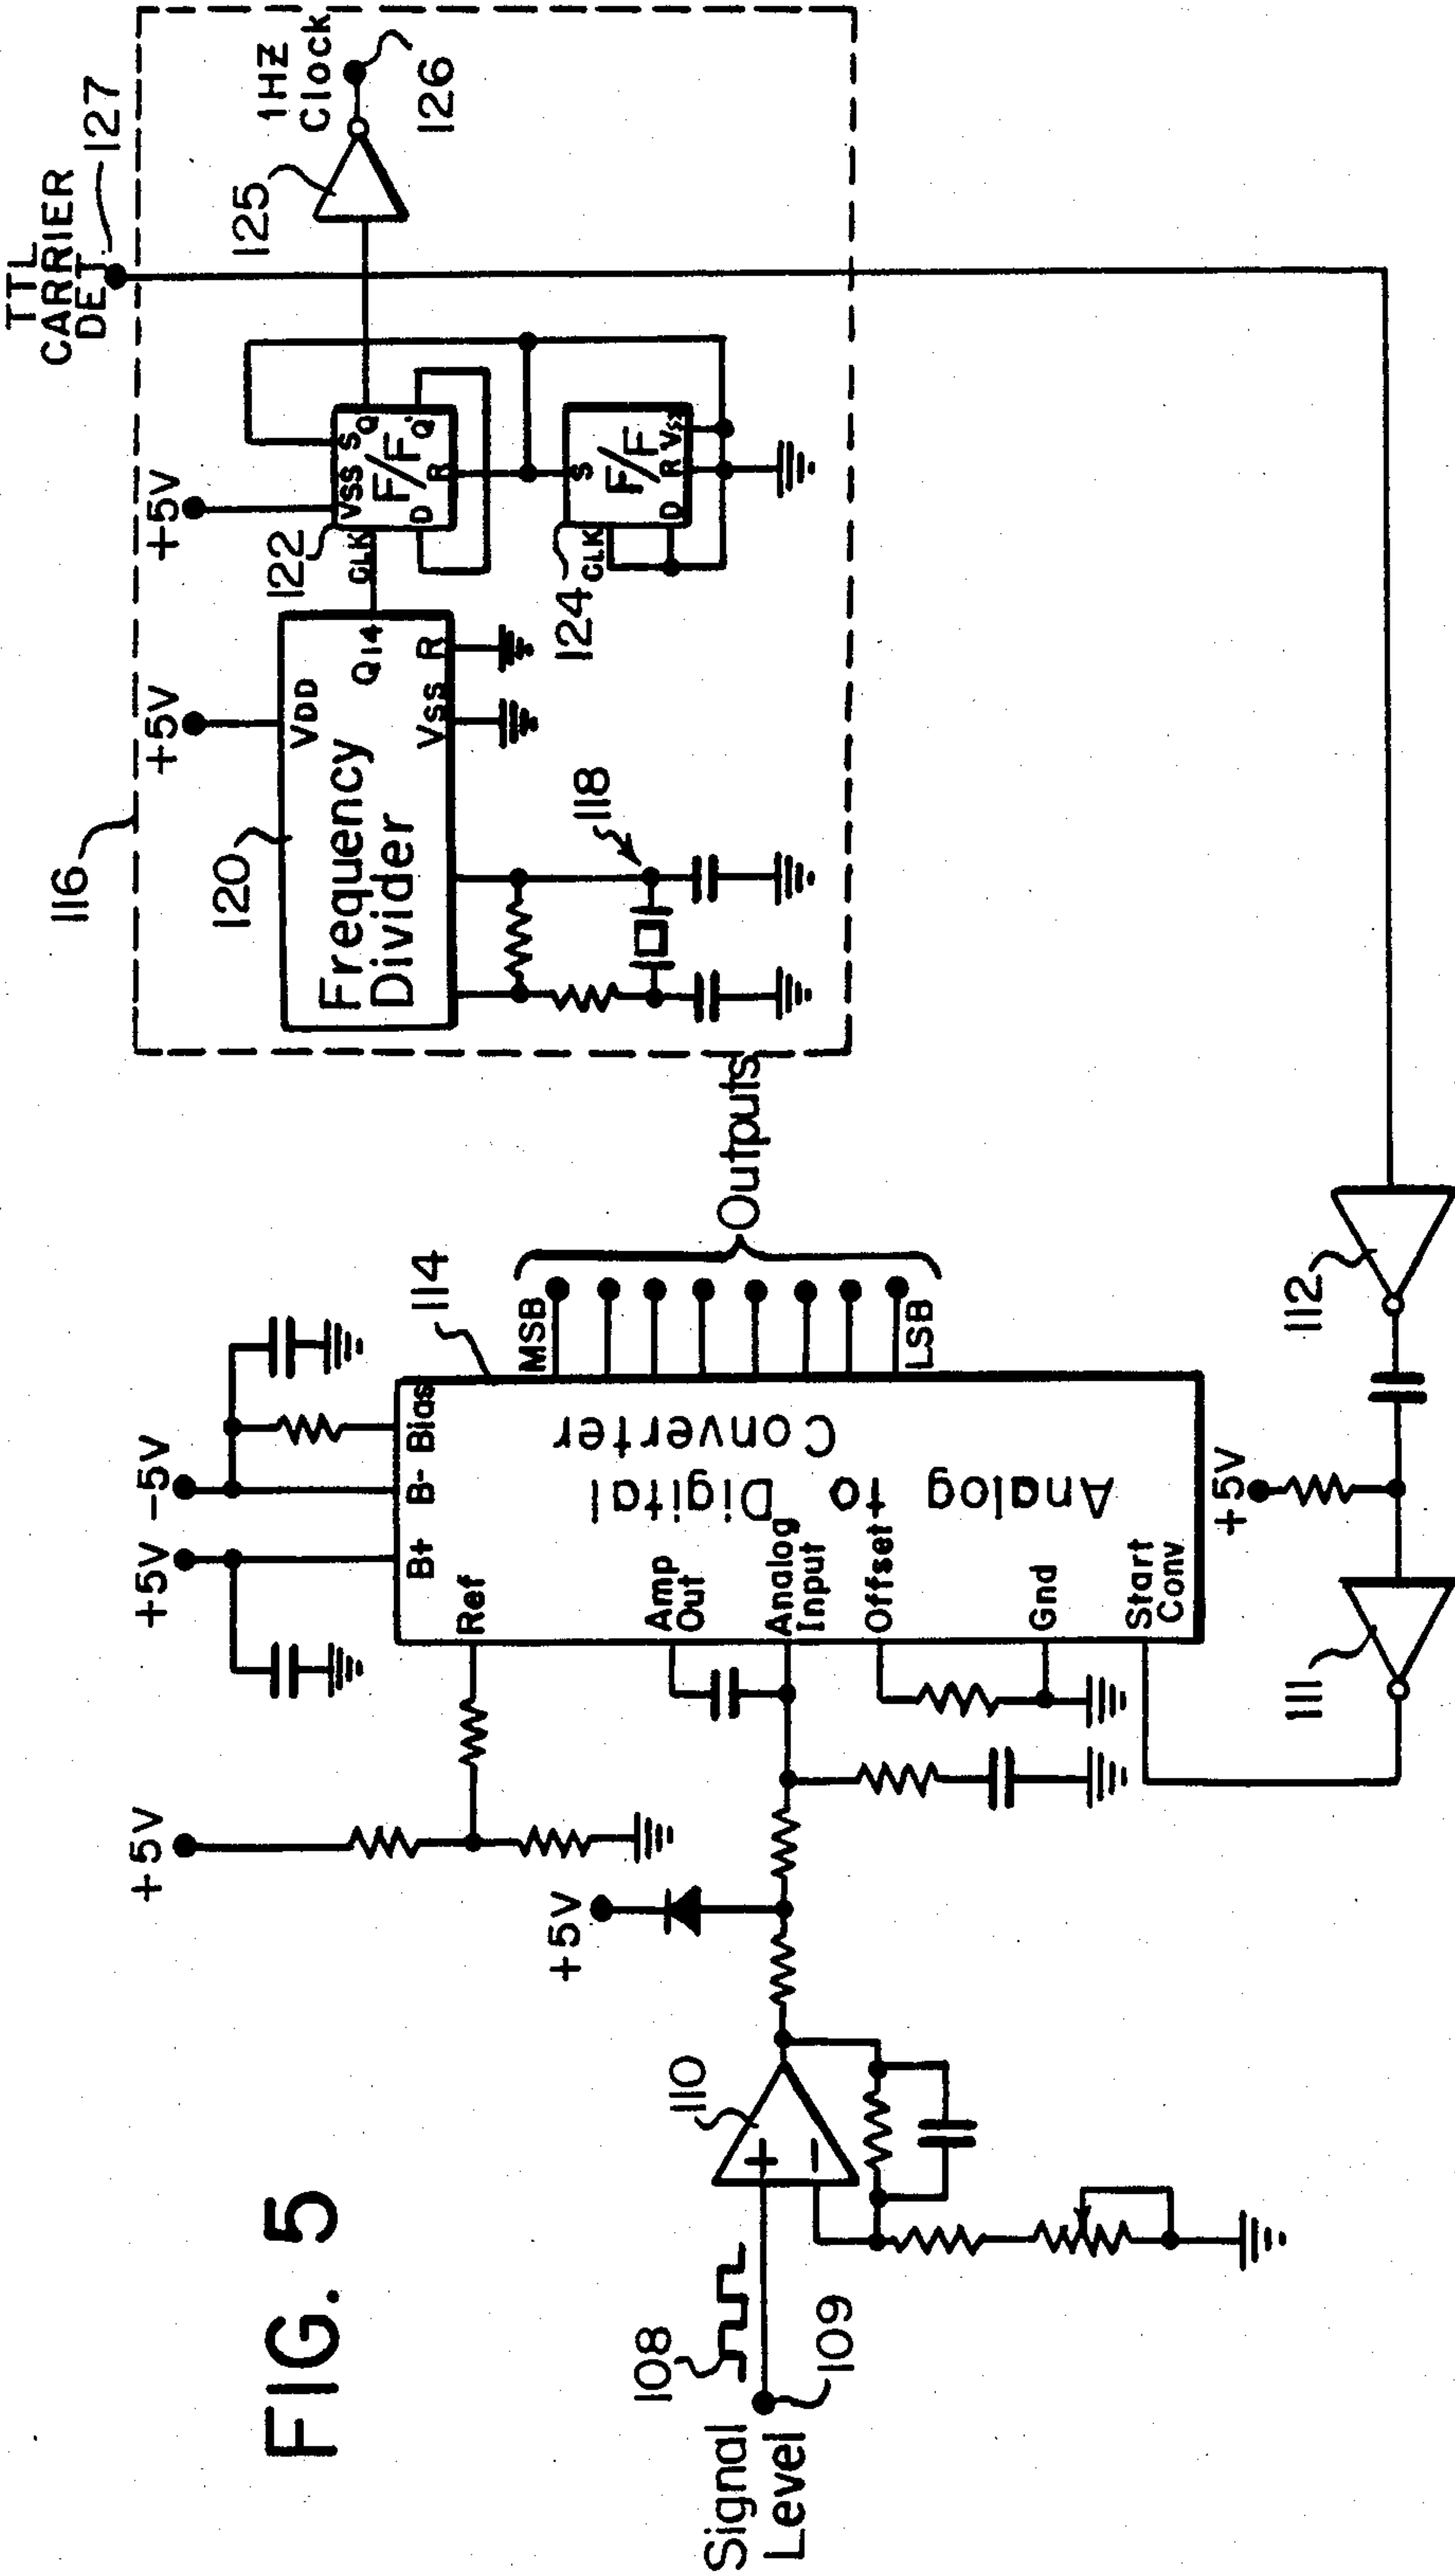 FIG. 5
Signal
Level
108
109
110
+
−
+5V
+5V
Ref
+5V
-5V
B+
B-
Bias
114
Amp
Out
Analog
Input
Offset
Gnd
Start
Conv
Analog
to
Digital
Converter
MSB
LSB
Outputs
111
+5V
112
116
120
Frequency
Divider
+5V
VDD
Q14
VSS
R
118
+5V
122
CLK
VSS
S
Q
F/F
D
R
Q'
124
CLK
S
F/F
D
R
VSS
125
1HZ
Clock
126
TTL
CARRIER
DET.
127